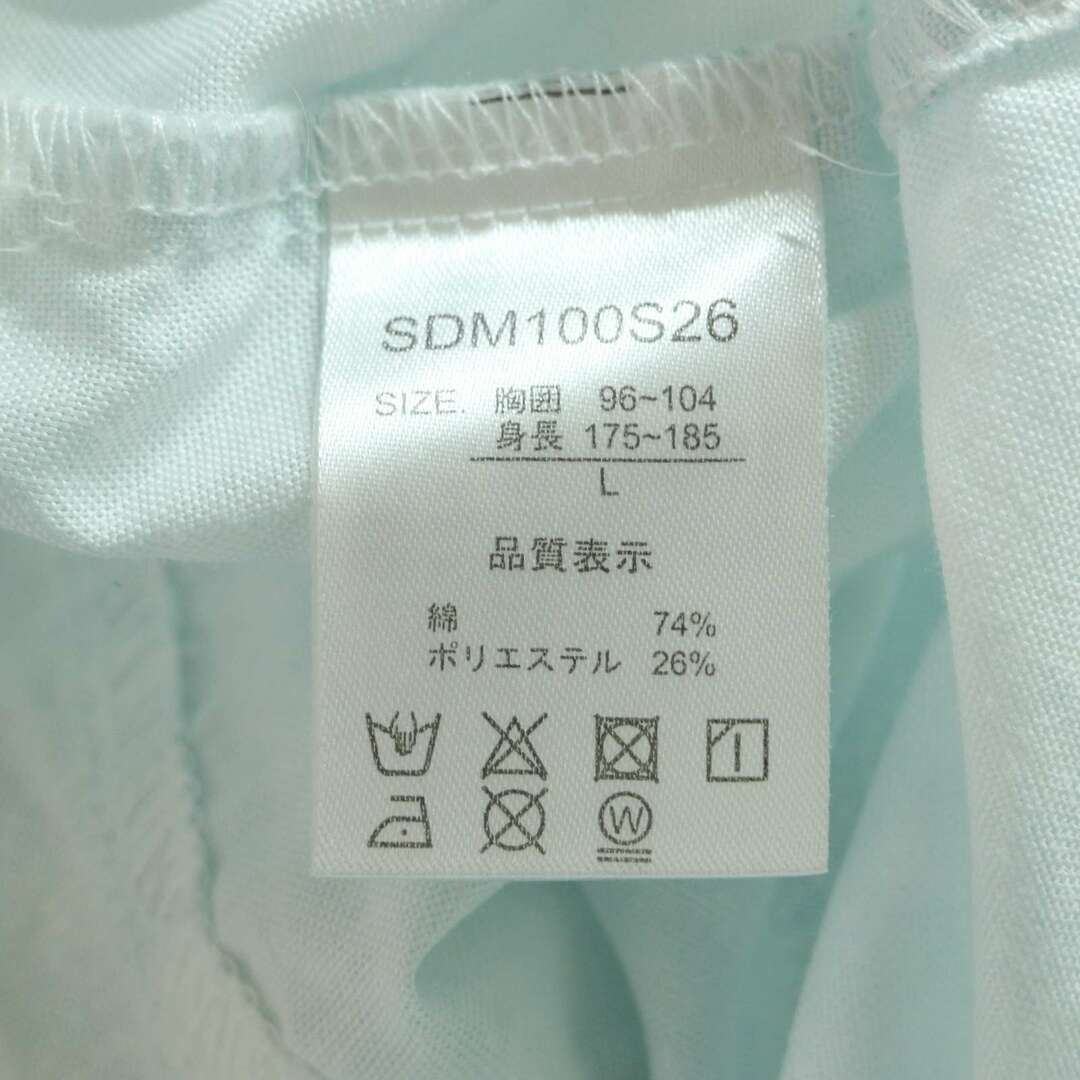 SDM100S26
SIZE. 胸囲 96~104
身長 175~185
L
品質表示
綿 74%
ポリエステル 26%
W